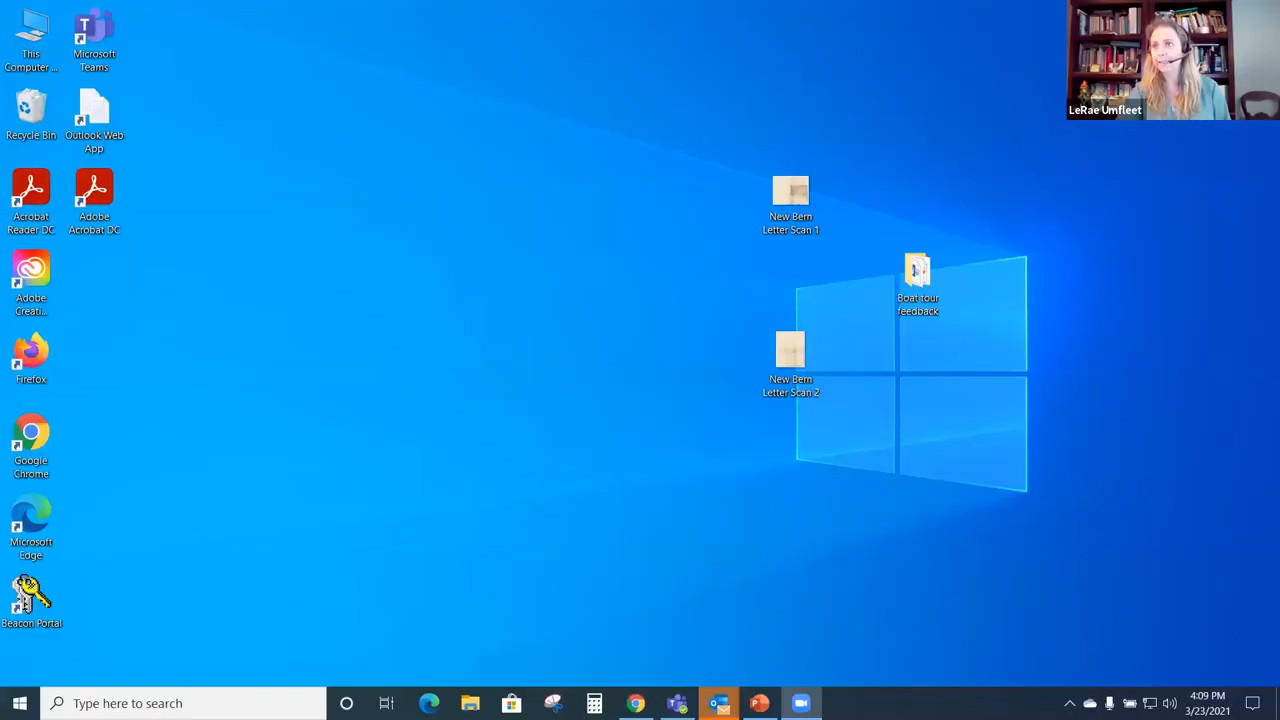 This
Computer ...
Microsoft
Teams
Recycle Bin
Outlook Web
App
Acrobat
Reader DC
Adobe
Acrobat DC
Adobe
Creati...
Firefox
Google
Chrome
Microsoft
Edge
Beacon Portal
New Bern
Letter Scan 1
Boat tour
feedback
New Bern
Letter Scan 2
LeRae Umfleet
Type here to search
4:09 PM
3/23/2021